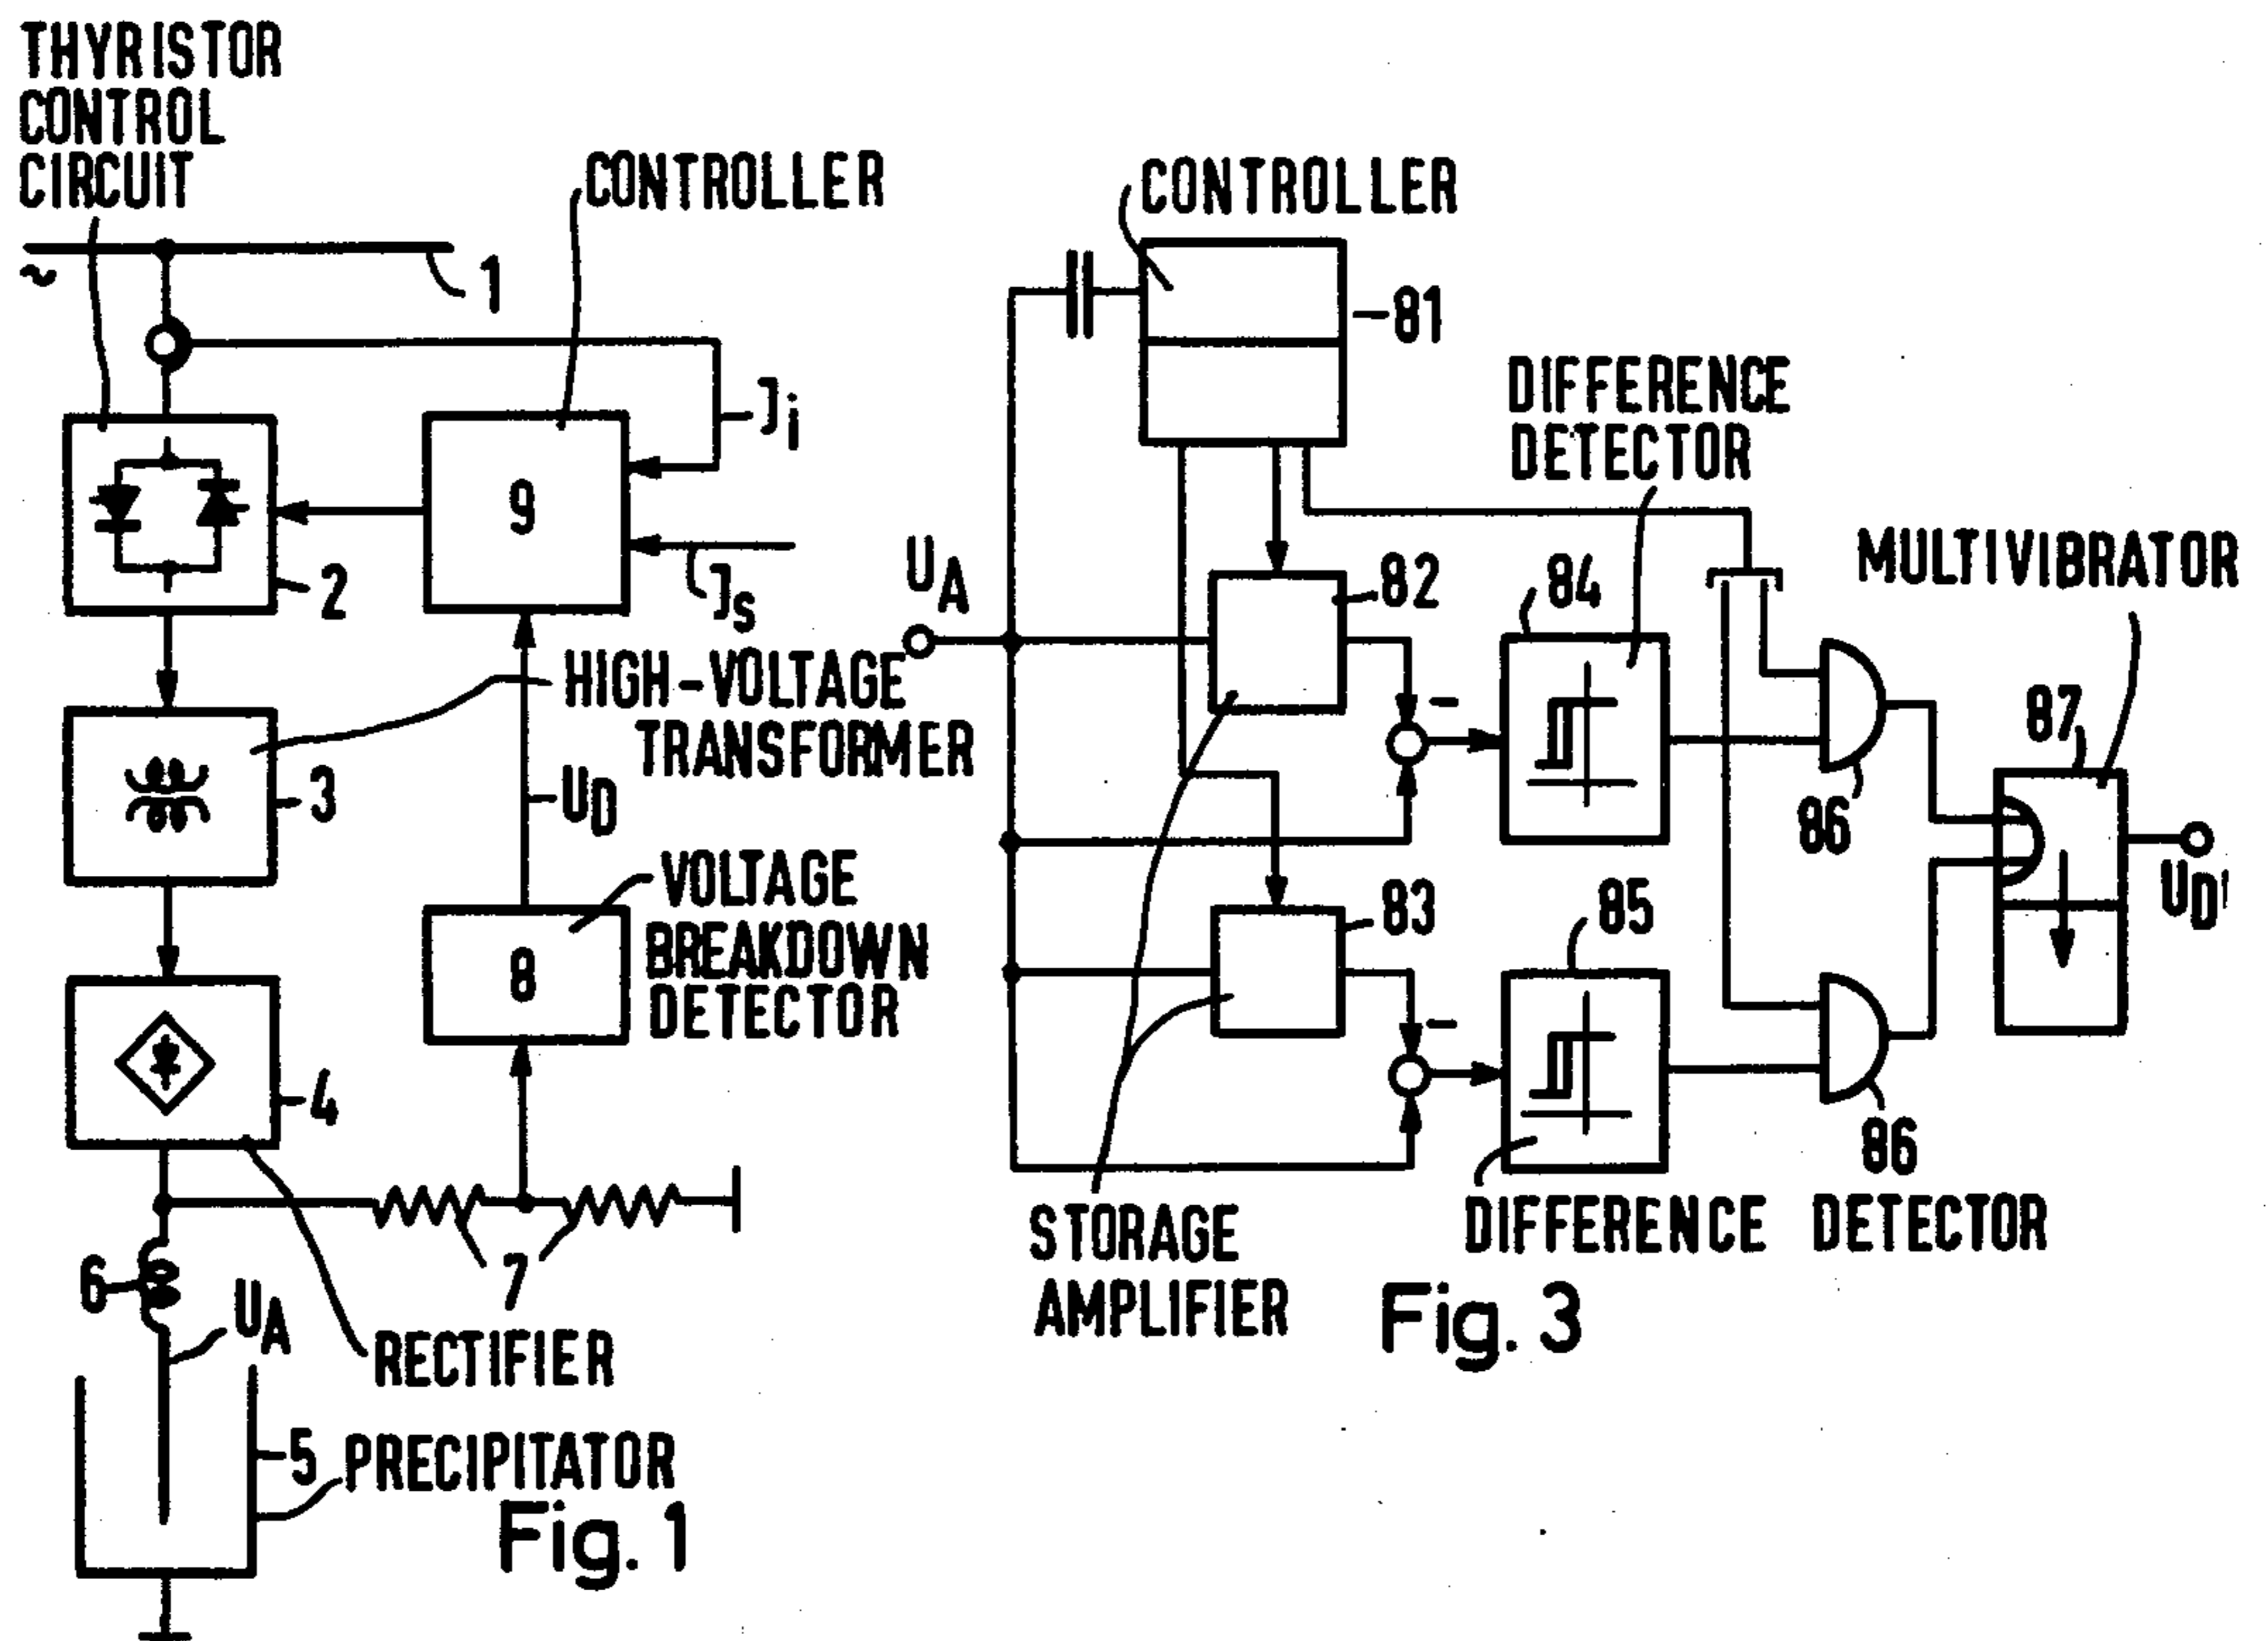 THYRISTOR
CONTROL
CIRCUIT
CONTROLLER
~
1
Ji
9
2
JS
HIGH-VOLTAGE
TRANSFORMER
3
UD
VOLTAGE
BREAKDOWN
DETECTOR
8
4
7
6
UA
RECTIFIER
5
PRECIPITATOR
Fig. 1
CONTROLLER
81
DIFFERENCE
DETECTOR
MULTIVIBRATOR
UA
82
84
-
87
86
UD'
83
85
-
86
STORAGE
AMPLIFIER
DIFFERENCE DETECTOR
Fig. 3